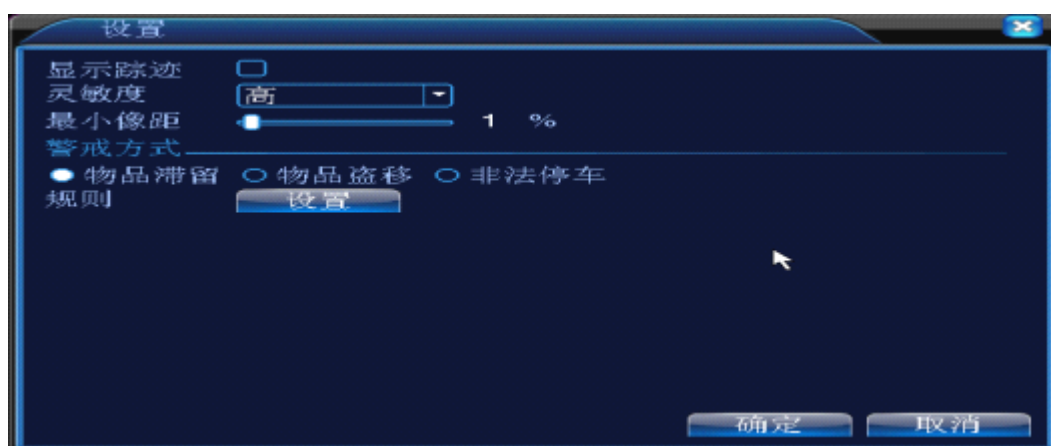 设置
显示踪迹
灵敏度 高
最小像距 1 %
警戒方式
物品滞留 物品盗移 非法停车
规则 设置
确定 取消